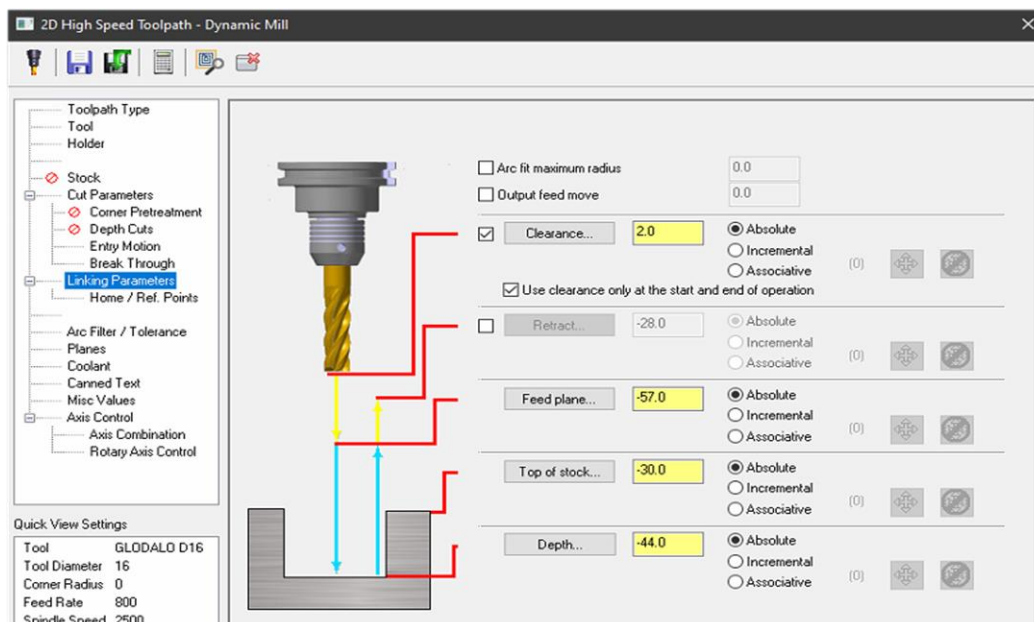 2D High Speed Toolpath - Dynamic Mill
Toolpath Type
Tool
Holder
Stock
Cut Parameters
Corner Pretreatment
Depth Cuts
Entry Motion
Break Through
Linking Parameters
Home / Ref. Points
Arc Filter / Tolerance
Planes
Coolant
Canned Text
Misc Values
Axis Control
Axis Combination
Rotary Axis Control
Quick View Settings
Tool GLODALO D16
Tool Diameter 16
Corner Radius 0
Feed Rate 800
Spindle Speed 2500
Arc fit maximum radius 0.0
Output feed move 0.0
Clearance... 2.0 Absolute
Incremental
Associative (0)
Use clearance only at the start and end of operation
Retract... -28.0 Absolute
Incremental
Associative (0)
Feed plane... -57.0 Absolute
Incremental
Associative (0)
Top of stock... -30.0 Absolute
Incremental
Associative (0)
Depth... -44.0 Absolute
Incremental
Associative (0)